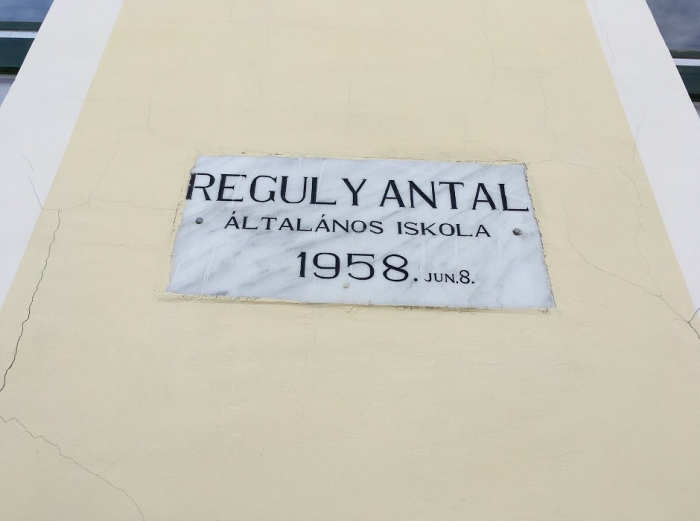 REGULY ANTAL
ÁLTALÁNOS ISKOLA
1958. JUN. 8.